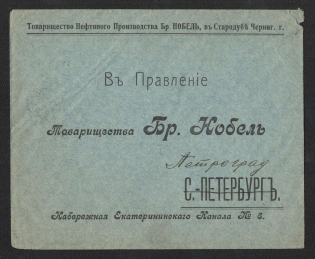 Товарищество Нефтяного Производства Бр. НОБЕЛЬ, въ Стародубѣ Черниг. г.
Въ Правленіе
Товарищества Бр. Нобель
Петроград
С.-ПЕТЕРБУРГЪ.
Набережная Екатерининскаго Канала № 6.